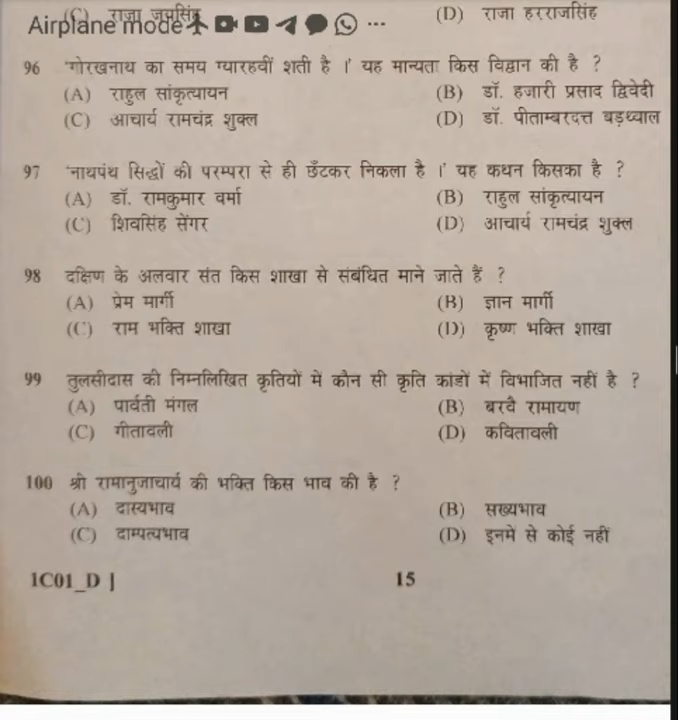 (C) राजा जयसिंह (D) राजा हरराजसिंह
Airplane mode ...
96 'गोरखनाथ का समय ग्यारहवीं शती है ।' यह मान्यता किस विद्वान की है ?
(A) राहुल सांकृत्यायन (B) डॉ. हजारी प्रसाद द्विवेदी
(C) आचार्य रामचंद्र शुक्ल (D) डॉ. पीताम्बरदत्त बड़थ्याल
97 'नाथपंथ सिद्धों की परम्परा से ही छँटकर निकला है ।' यह कथन किसका है ?
(A) डॉ. रामकुमार वर्मा (B) राहुल सांकृत्यायन
(C) शिवसिंह सेंगर (D) आचार्य रामचंद्र शुक्ल
98 दक्षिण के अलवार संत किस शाखा से संबंधित माने जाते हैं ?
(A) प्रेम मार्गी (B) ज्ञान मार्गी
(C) राम भक्ति शाखा (D) कृष्ण भक्ति शाखा
99 तुलसीदास की निम्नलिखित कृतियों में कौन सी कृति कांडों में विभाजित नहीं है ?
(A) पार्वती मंगल (B) बरवै रामायण
(C) गीतावली (D) कवितावली
100 श्री रामानुजाचार्य की भक्ति किस भाव की है ?
(A) दास्यभाव (B) सख्यभाव
(C) दाम्पत्यभाव (D) इनमें से कोई नहीं
1C01_D ] 15